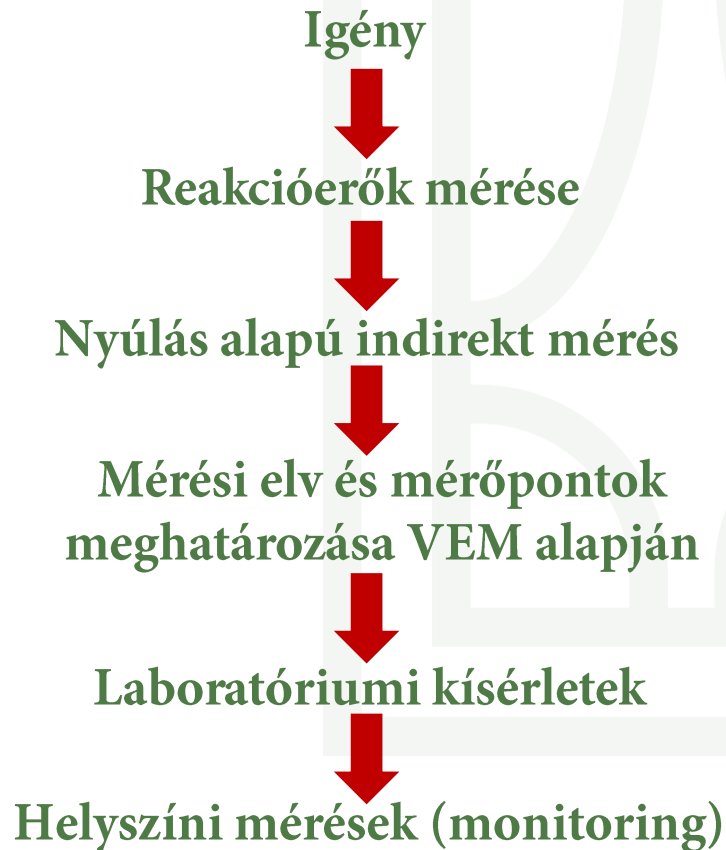 Igény
Reakcióerők mérése
Nyúlás alapú indirekt mérés
Mérési elv és mérőpontok
meghatározása VEM alapján
Laboratóriumi kísérletek
Helyszíni mérések (monitoring)